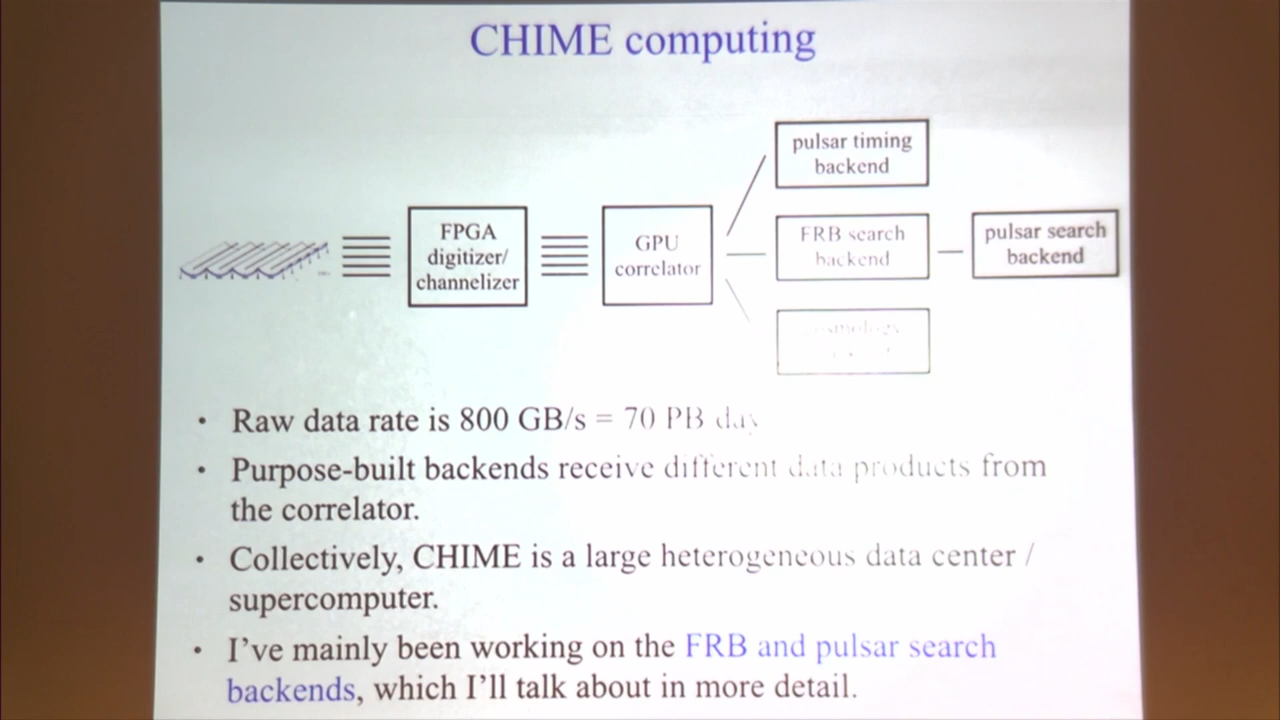 CHIME computing
pulsar timing
backend
FPGA
digitizer/
channelizer
GPU
correlator
FRB search
backend
pulsar search
backend
• Raw data rate is 800 GB/s = 70 PB day
• Purpose-built backends receive different data products from
the correlator.
• Collectively, CHIME is a large heterogeneous data center /
supercomputer.
• I've mainly been working on the FRB and pulsar search
backends, which I'll talk about in more detail.